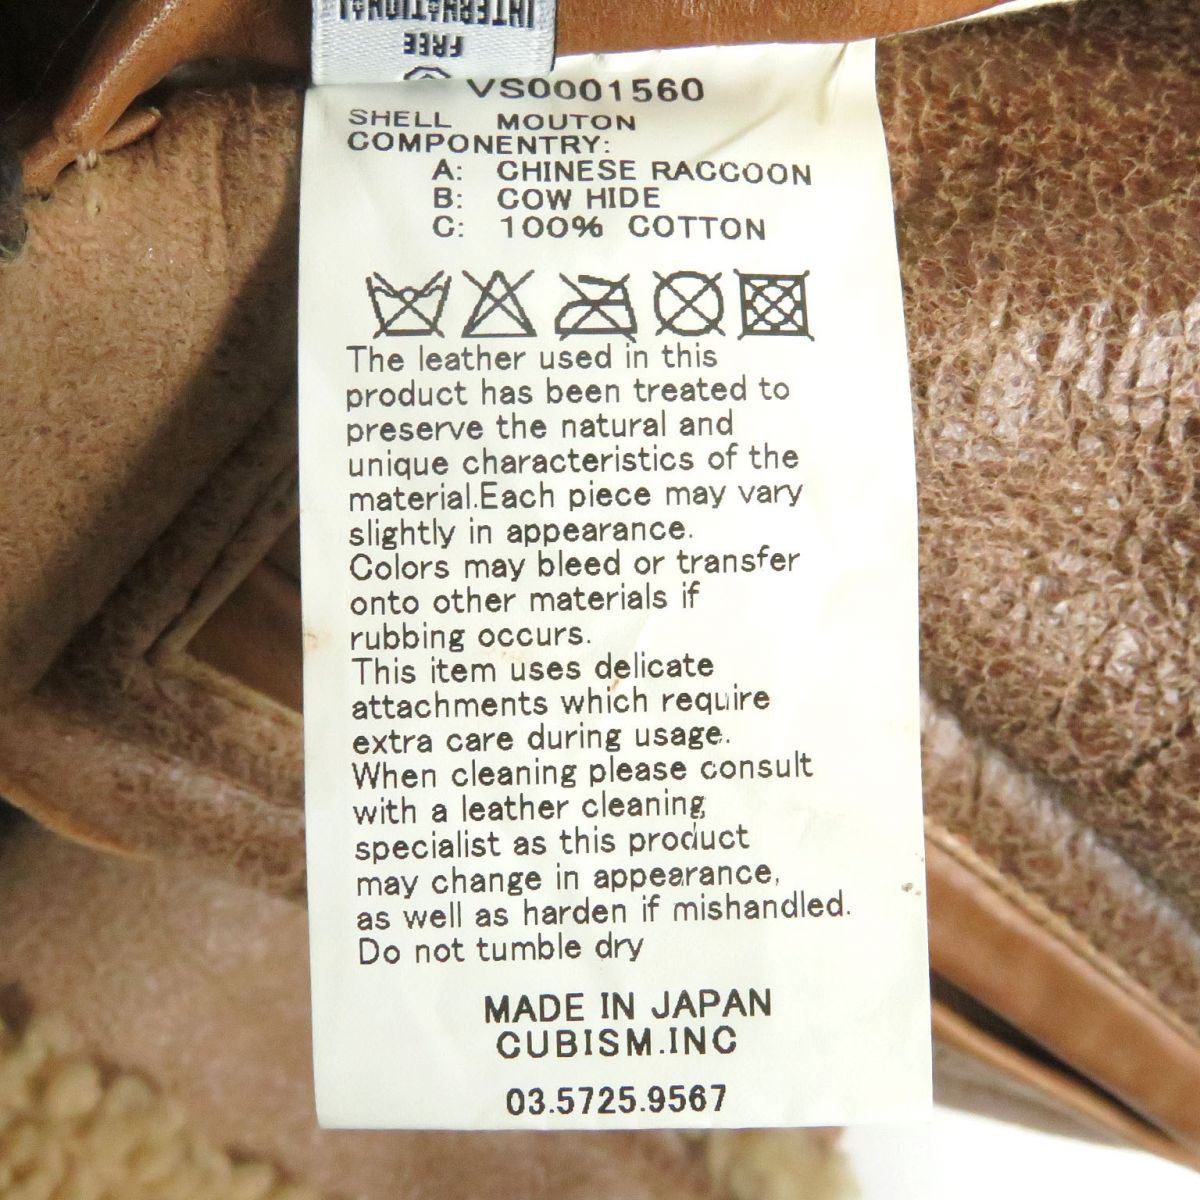 FREE
INTERNATIONAL
VS0001560
SHELL MOUTON
COMPONENTRY:
A: CHINESE RACCOON
B: COW HIDE
C: 100% COTTON
The leather used in this
product has been treated to
preserve the natural and
unique characteristics of the
material.Each piece may vary
slightly in appearance.
Colors may bleed or transfer
onto other materials if
rubbing occurs.
This item uses delicate
attachments which require
extra care during usage.
When cleaning please consult
with a leather cleaning
specialist as this product
may change in appearance,
as well as harden if mishandled.
Do not tumble dry
MADE IN JAPAN
CUBISM.INC
03.5725.9567